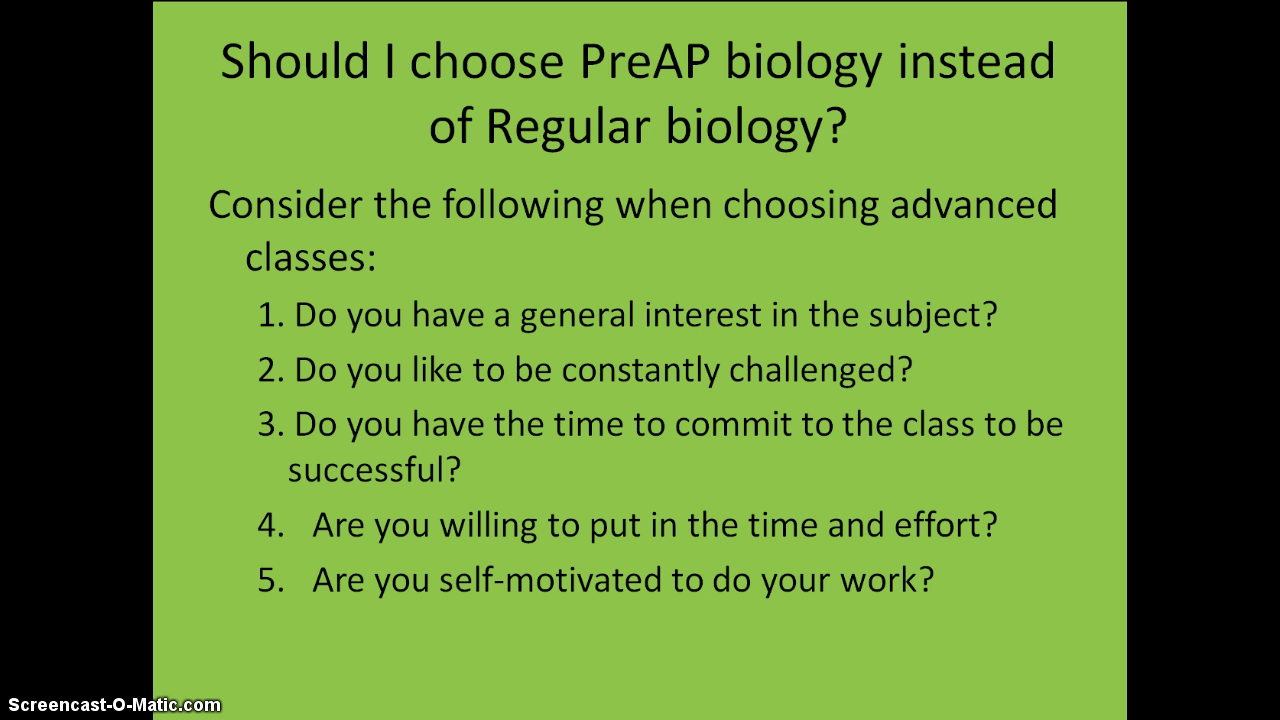 Should I choose PreAP biology instead
of Regular biology?
Consider the following when choosing advanced
classes:
1. Do you have a general interest in the subject?
2. Do you like to be constantly challenged?
3. Do you have the time to commit to the class to be
successful?
4. Are you willing to put in the time and effort?
5. Are you self-motivated to do your work?
Screencast-O-Matic.com